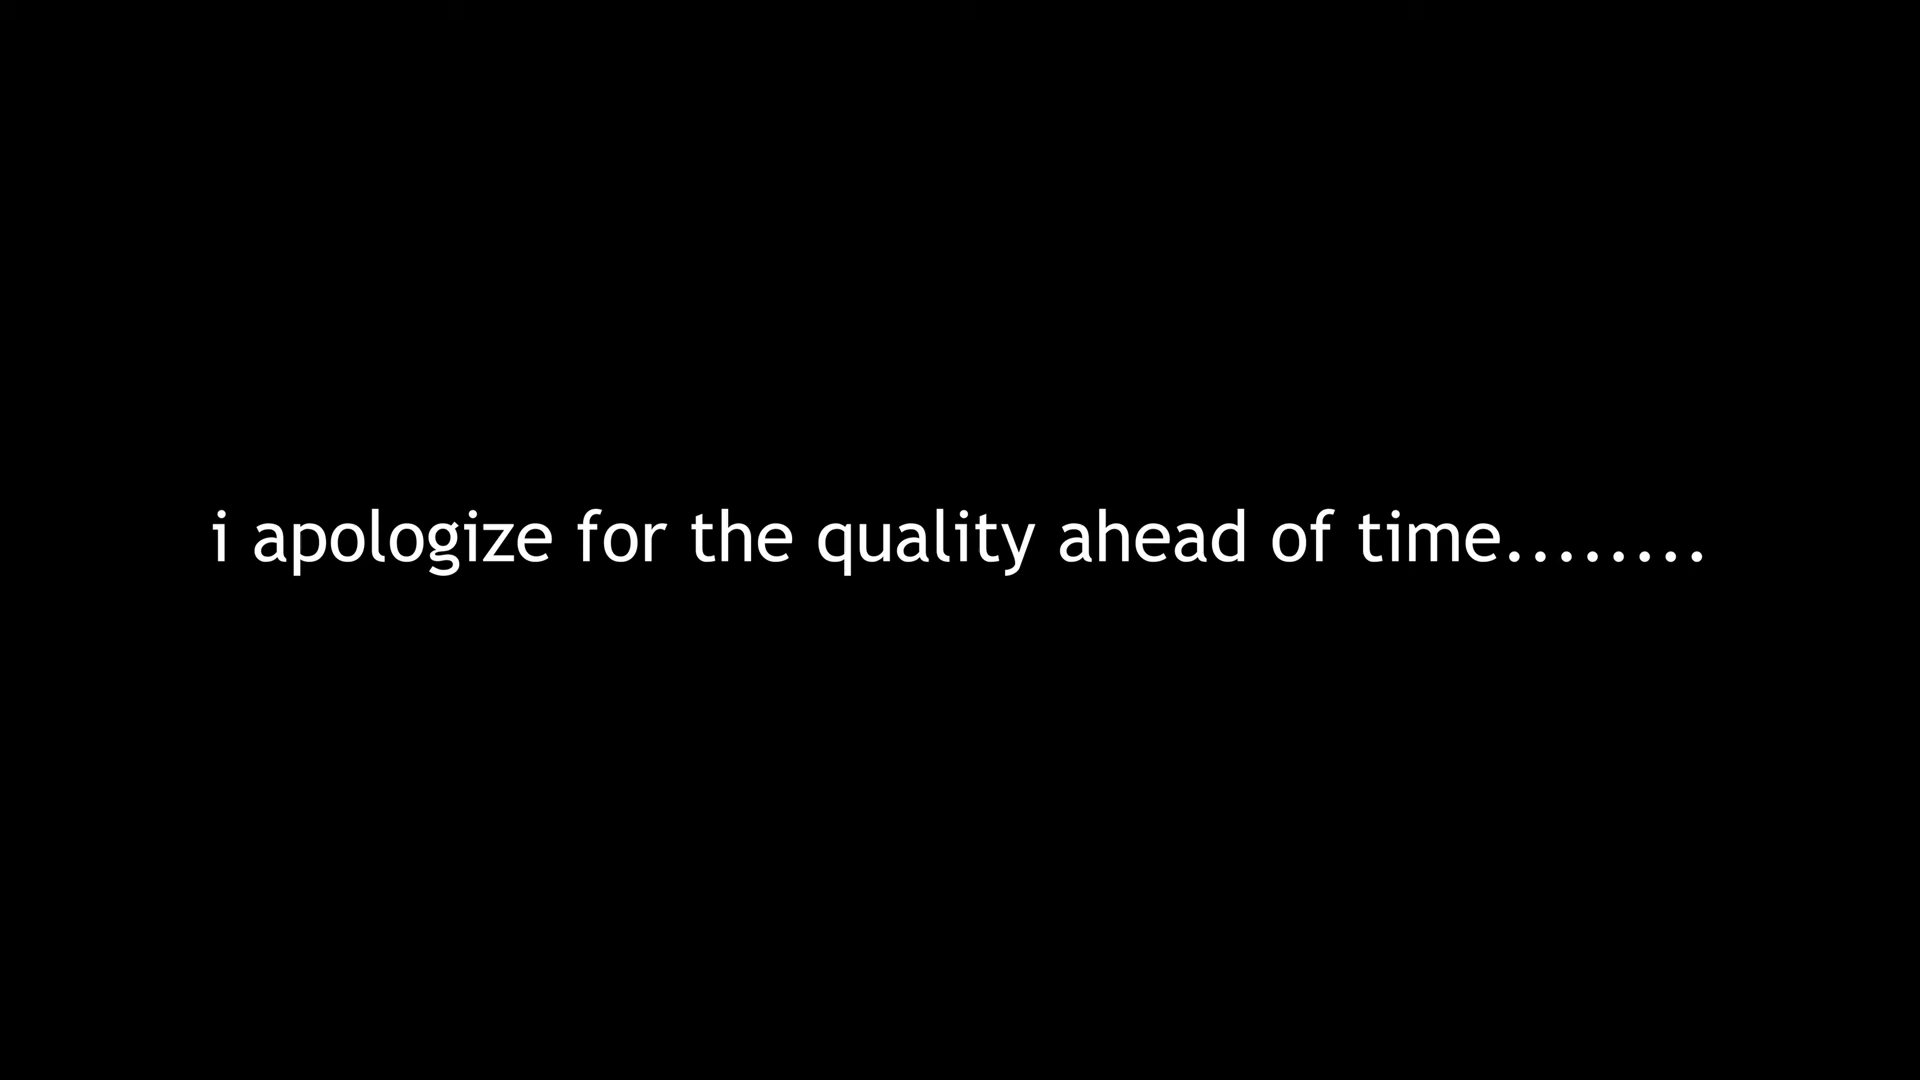 i apologize for the quality ahead of time........